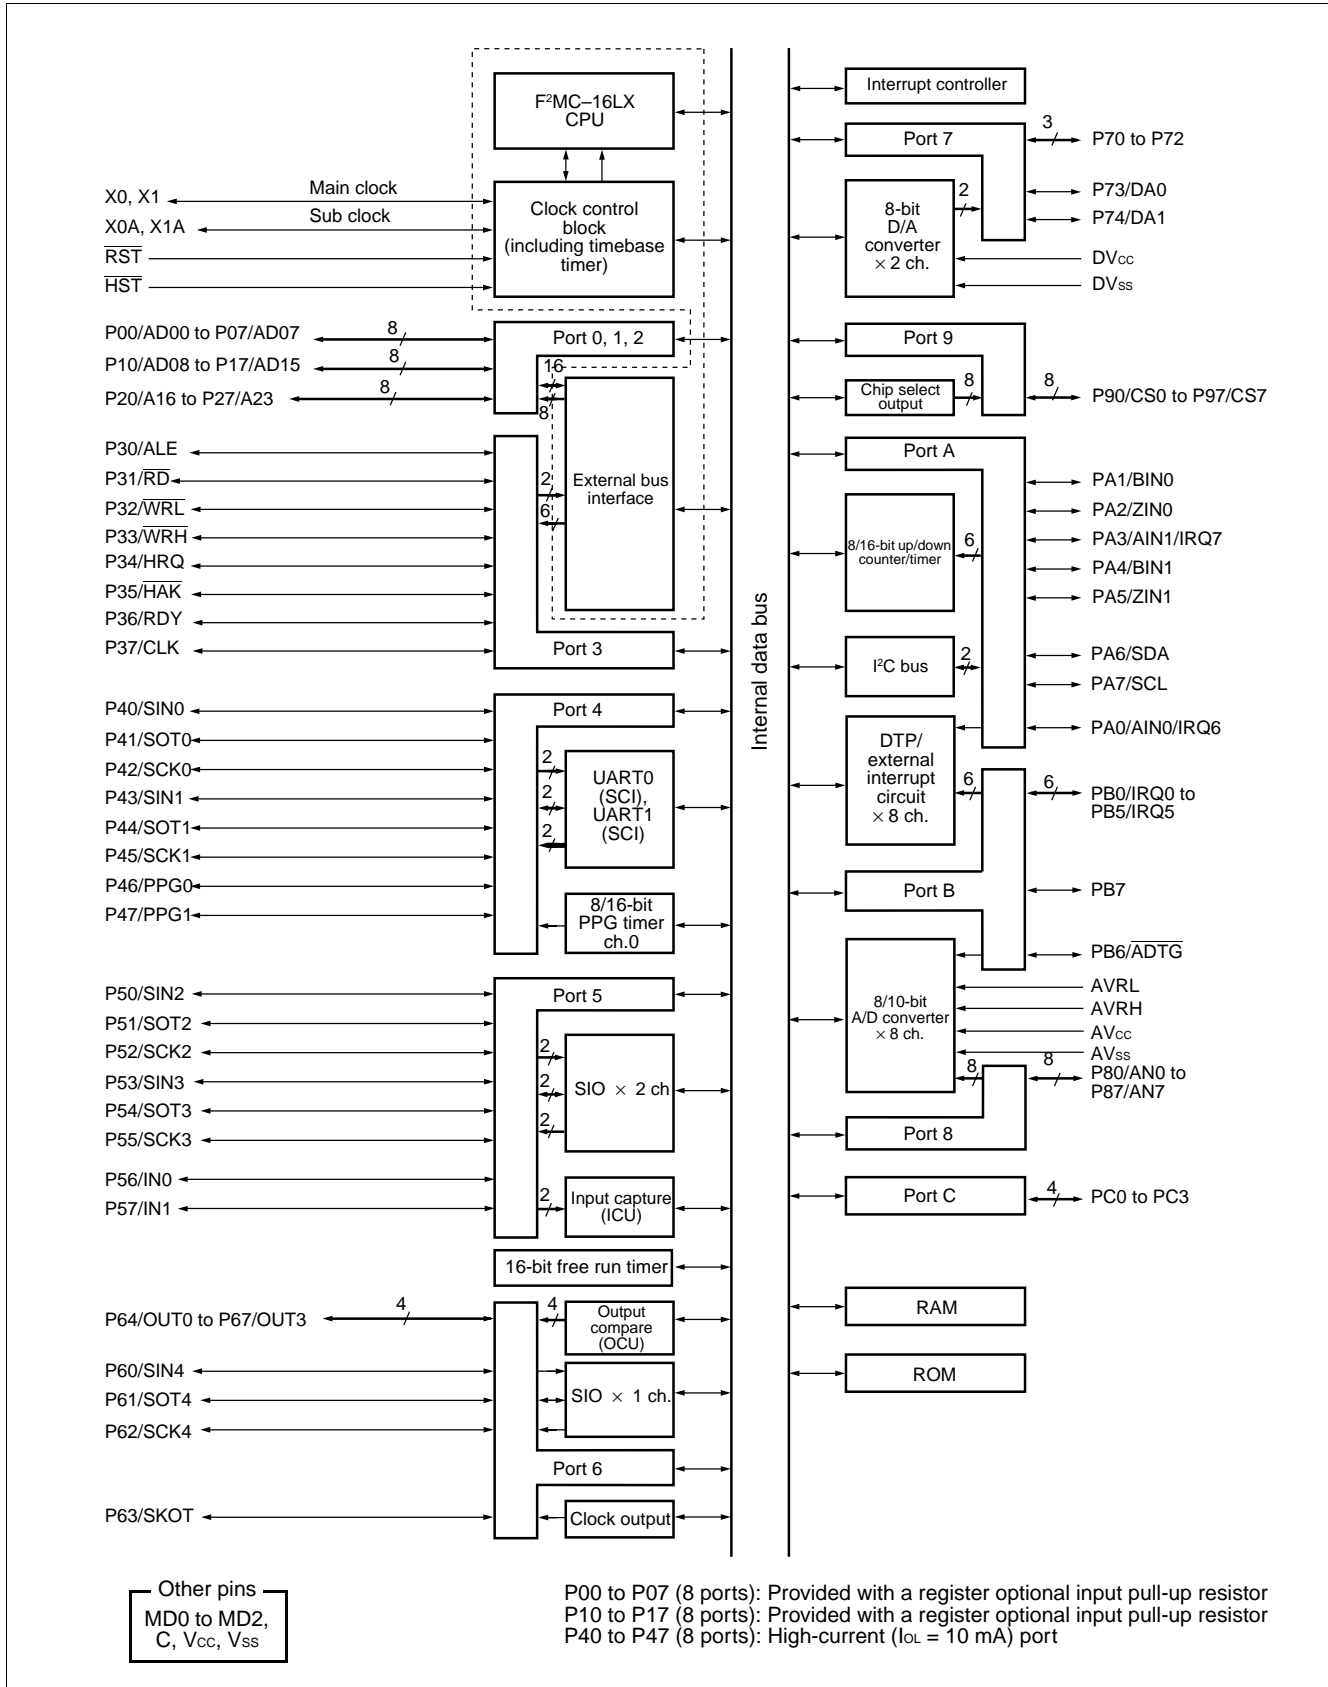 F²MC–16LX
CPU
X0, X1
Main clock
X0A, X1A
Sub clock
RST
HST
Clock control
block
(including timebase
timer)
P00/AD00 to P07/AD07
8
P10/AD08 to P17/AD15
8
P20/A16 to P27/A23
8
Port 0, 1, 2
16
8
P30/ALE
P31/RD
P32/WRL
P33/WRH
P34/HRQ
P35/HAK
P36/RDY
P37/CLK
2
6
External bus
interface
Port 3
P40/SIN0
P41/SOT0
P42/SCK0
P43/SIN1
P44/SOT1
P45/SCK1
P46/PPG0
P47/PPG1
Port 4
2
2
2
UART0
(SCI),
UART1
(SCI)
8/16-bit
PPG timer
ch.0
P50/SIN2
P51/SOT2
P52/SCK2
P53/SIN3
P54/SOT3
P55/SCK3
P56/IN0
P57/IN1
Port 5
2
2
2
SIO × 2 ch
2
Input capture
(ICU)
16-bit free run timer
P64/OUT0 to P67/OUT3
4
4
Output
compare
(OCU)
P60/SIN4
P61/SOT4
P62/SCK4
SIO × 1 ch.
Port 6
P63/SKOT
Clock output
Internal data bus
Interrupt controller
Port 7
3
P70 to P72
8-bit
D/A
converter
× 2 ch.
2
P73/DA0
P74/DA1
DVCC
DVSS
Port 9
Chip select
output
8
8
P90/CS0 to P97/CS7
Port A
8/16-bit up/down
counter/timer
6
PA1/BIN0
PA2/ZIN0
PA3/AIN1/IRQ7
PA4/BIN1
PA5/ZIN1
I²C bus
2
PA6/SDA
PA7/SCL
PA0/AIN0/IRQ6
DTP/
external
interrupt
circuit
× 8 ch.
6
6
PB0/IRQ0 to
PB5/IRQ5
Port B
PB7
PB6/ADTG
8/10-bit
A/D converter
× 8 ch.
AVRL
AVRH
AVCC
AVSS
8
8
P80/AN0 to
P87/AN7
Port 8
Port C
4
PC0 to PC3
RAM
ROM
Other pins
MD0 to MD2,
C, VCC, VSS
P00 to P07 (8 ports): Provided with a register optional input pull-up resistor
P10 to P17 (8 ports): Provided with a register optional input pull-up resistor
P40 to P47 (8 ports): High-current (IOL = 10 mA) port